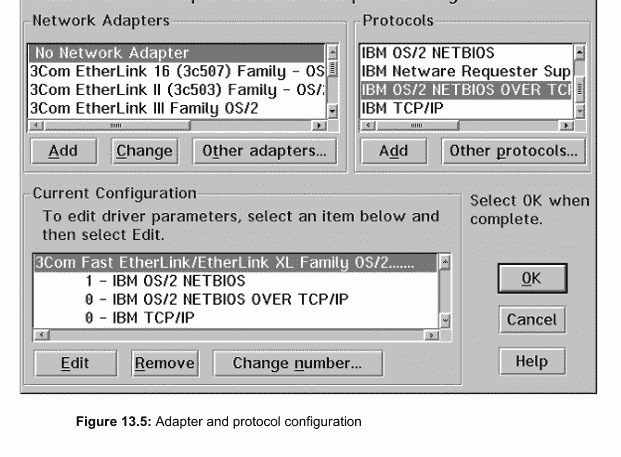 Network Adapters
Protocols
No Network Adapter
3Com EtherLink 16 (3c507) Family - OS
3Com EtherLink II (3c503) Family - OS/
3Com EtherLink III Family OS/2
IBM OS/2 NETBIOS
IBM Netware Requester Sup
IBM OS/2 NETBIOS OVER TCP
IBM TCP/IP
Add
Change
Other adapters...
Add
Other protocols...
Current Configuration
To edit driver parameters, select an item below and
then select Edit.
Select OK when
complete.
3Com Fast EtherLink/EtherLink XL Family OS/2.......
1 - IBM OS/2 NETBIOS
0 - IBM OS/2 NETBIOS OVER TCP/IP
0 - IBM TCP/IP
OK
Cancel
Help
Edit
Remove
Change number...
Figure 13.5: Adapter and protocol configuration